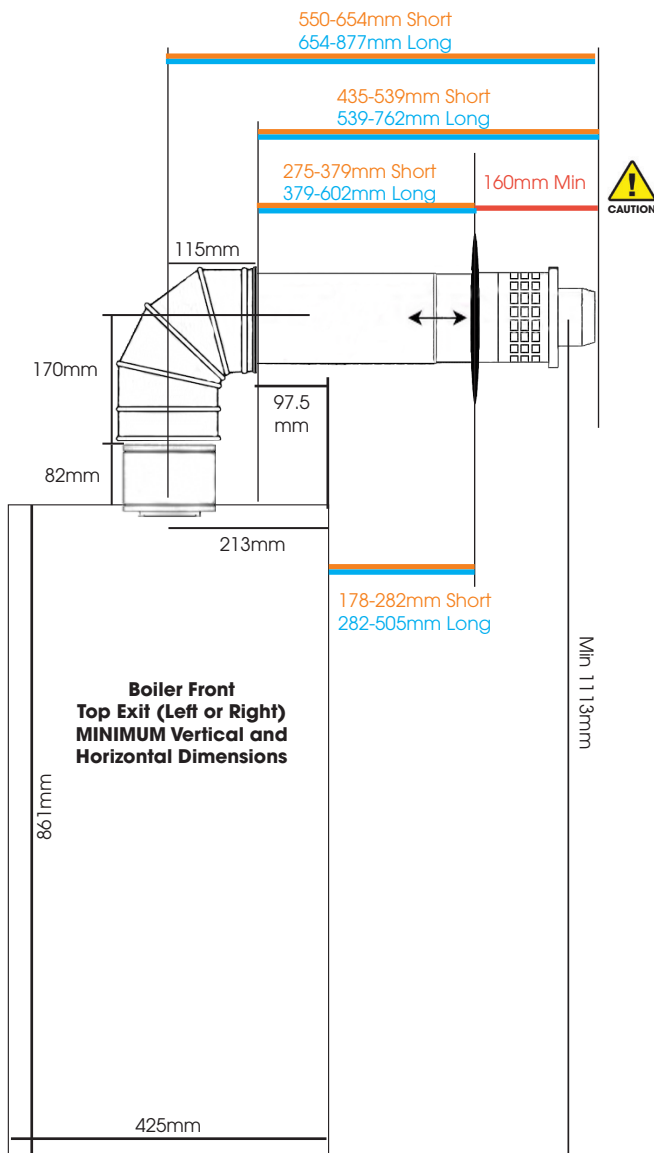 550-654mm Short
654-877mm Long
435-539mm Short
539-762mm Long
275-379mm Short
379-602mm Long
160mm Min
!
CAUTION
115mm
170mm
97.5
mm
82mm
213mm
178-282mm Short
282-505mm Long
Min 1113mm
Boiler Front
Top Exit (Left or Right)
MINIMUM Vertical and
Horizontal Dimensions
861mm
425mm